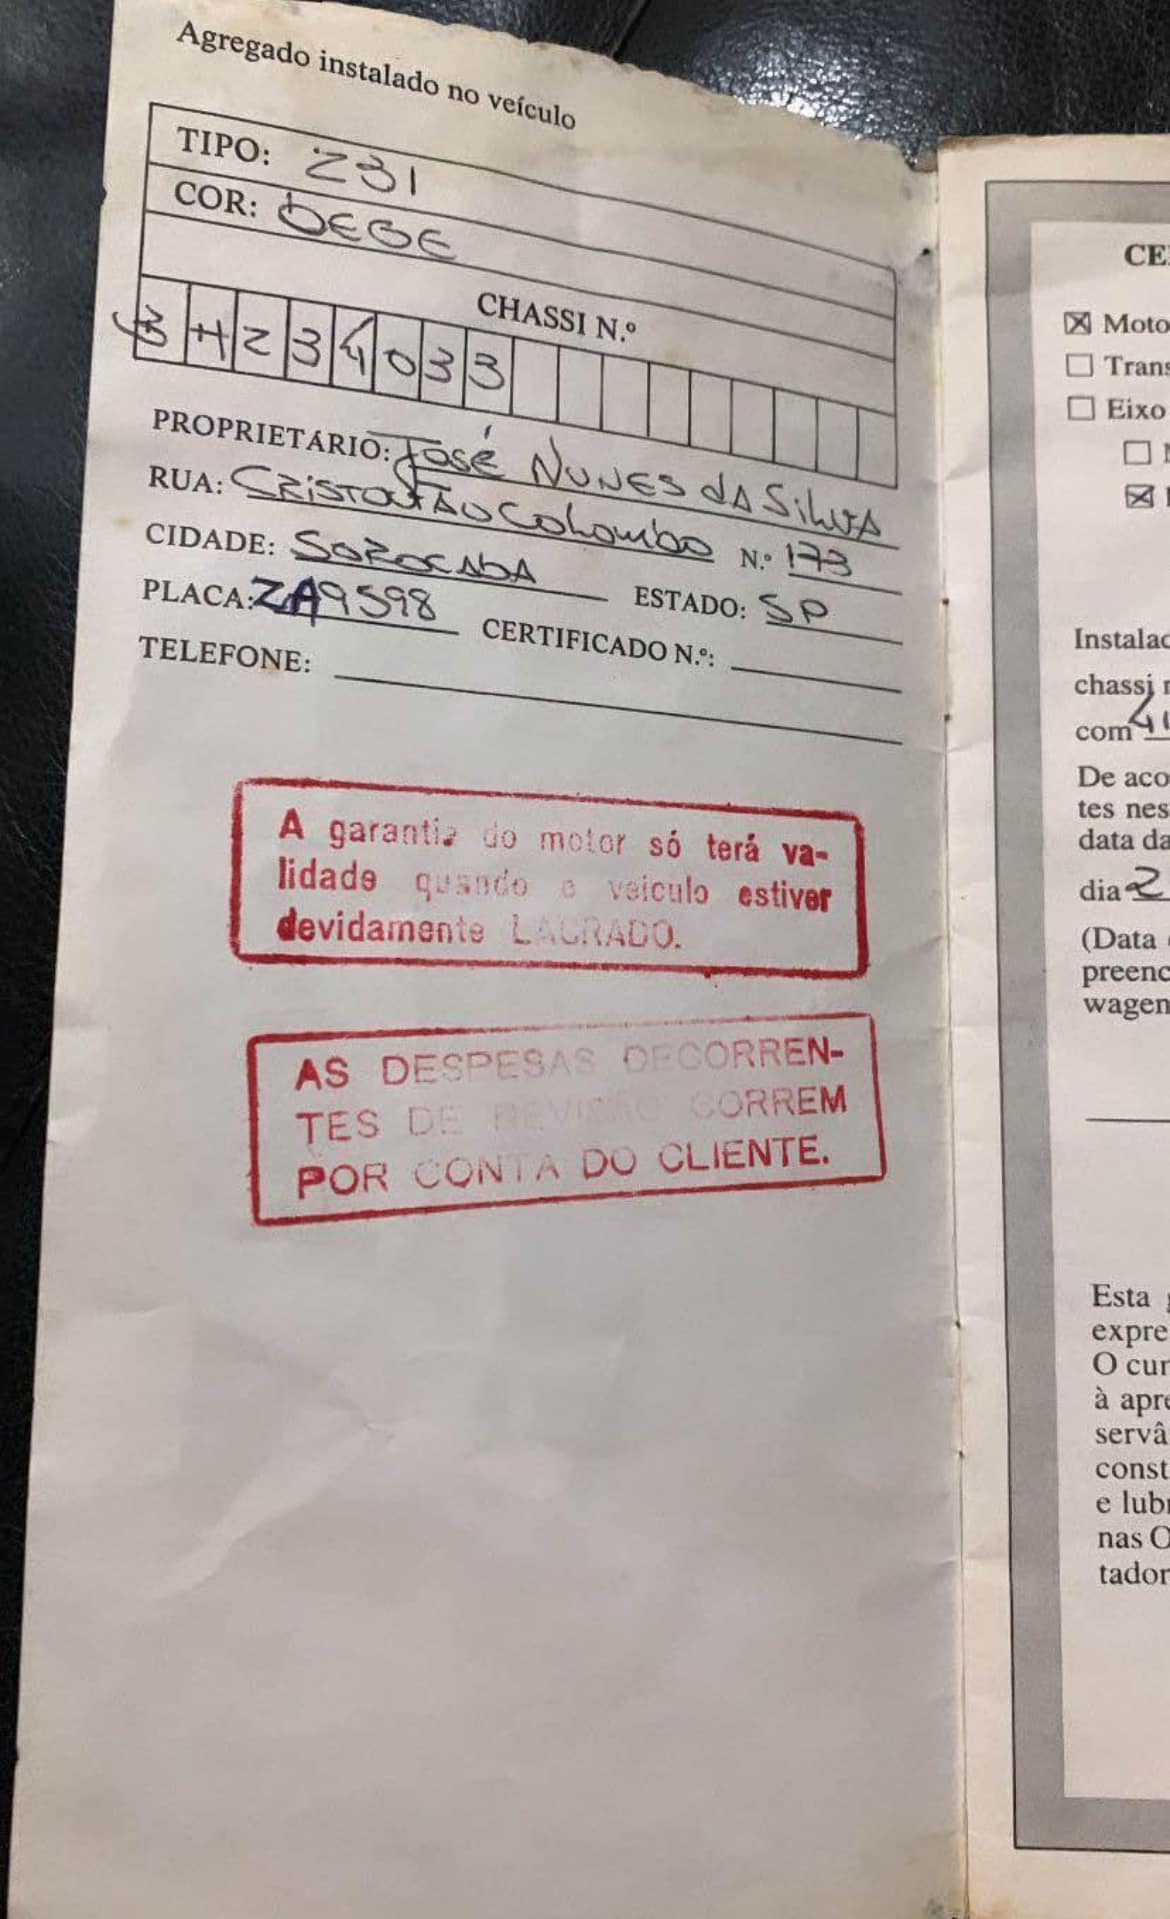 Agregado instalado no veículo
TIPO: 231
COR: BEGE
CHASSI N.º
BH234033
PROPRIETÁRIO: José Nunes da Silva
RUA: Cristovão Colombo N.º 173
CIDADE: Sorocaba ESTADO: SP
PLACA: ZA9598 CERTIFICADO N.º:
TELEFONE:
A garantia do motor só terá va-
lidade quando o veículo estiver
devidamente LACRADO.
AS DESPESAS DECORREN-
TES DE REVISÃO CORREM
POR CONTA DO CLIENTE.
CE
Moto
Trans
Eixo
Instalad
chassi
com
De aco
tes nes
data da
dia
(Data
preenc
wagen
Esta
expre
O cur
à apre
servâ
const
e lubr
nas O
tador